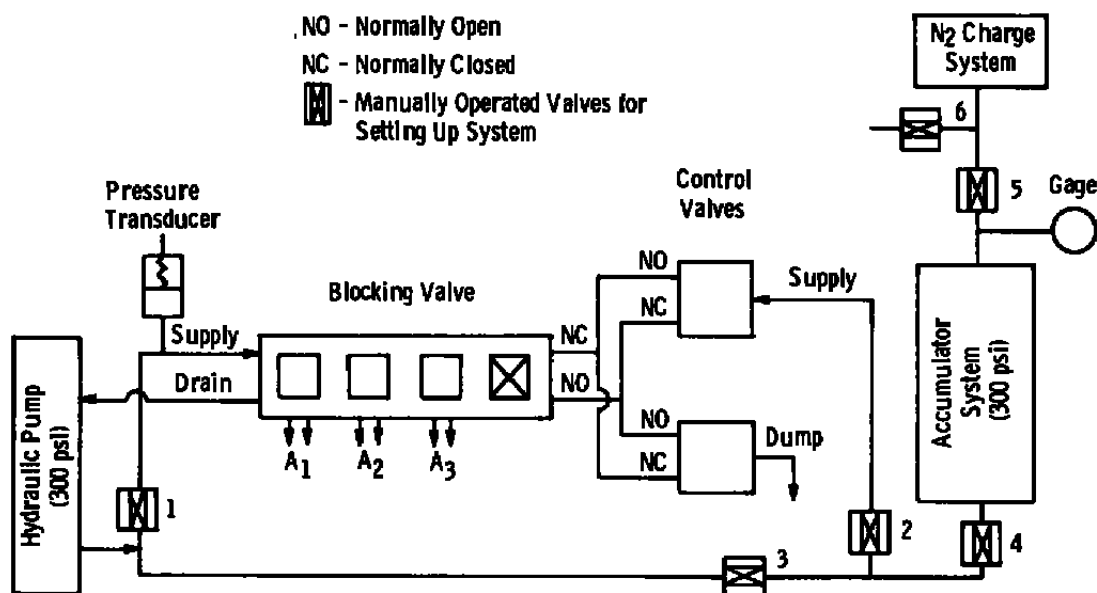 NO - Normally Open
NC - Normally Closed
- Manually Operated Valves for
Setting Up System
N2 Charge
System
6
5
Gage
Pressure
Transducer
Control
Valves
Blocking Valve
NO
NC
Supply
Supply
NC
Drain
NO
NO
NC
Dump
A1
A2
A3
Hydraulic Pump
(300 psi)
Accumulator
System
(300 psi)
1
2
3
4